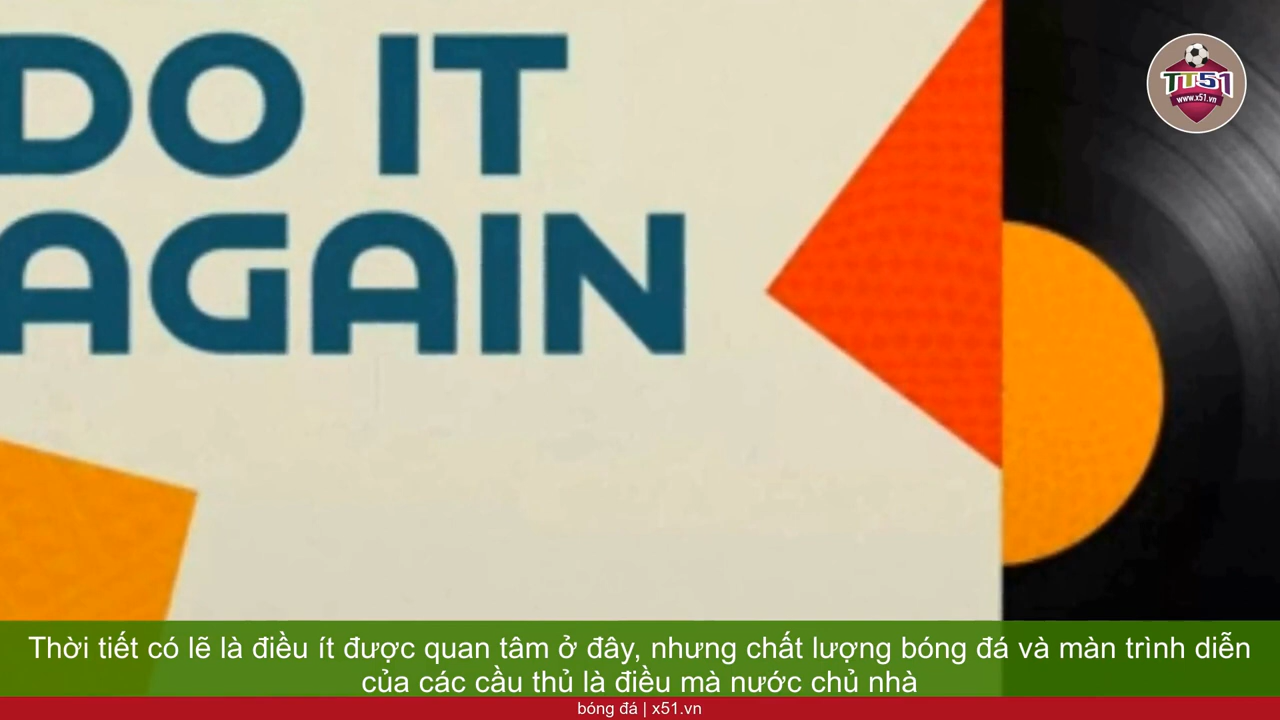 DO IT
AGAIN
TT51
www.x51.vn
Thời tiết có lẽ là điều ít được quan tâm ở đây, nhưng chất lượng bóng đá và màn trình diễn
của các cầu thủ là điều mà nước chủ nhà
bóng đá | x51.vn